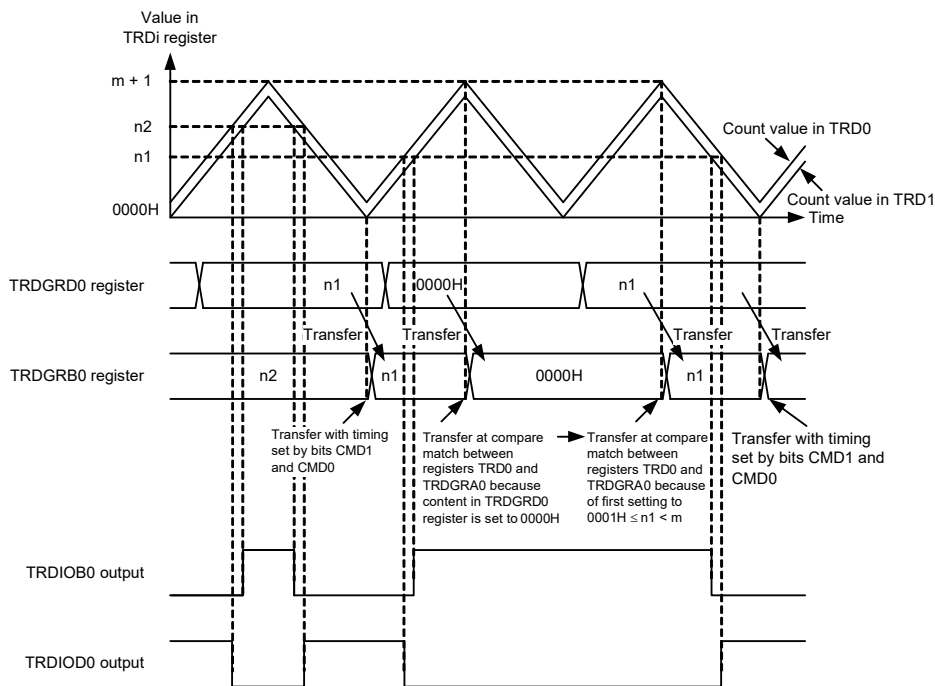 Value in
TRDi register
m + 1
n2
n1
0000H
Count value in TRD0
Count value in TRD1
Time
TRDGRD0 register
n1
0000H
n1
Transfer
Transfer
Transfer
Transfer
TRDGRB0 register
n2
n1
0000H
n1
Transfer with timing
set by bits CMD1
and CMD0
Transfer at compare
match between
registers TRD0 and
TRDGRA0 because
content in TRDGRD0
register is set to 0000H
Transfer at compare
match between
registers TRD0 and
TRDGRA0 because
of first setting to
0001H ≤ n1 < m
Transfer with timing
set by bits CMD1 and
CMD0
TRDIOB0 output
TRDIOD0 output